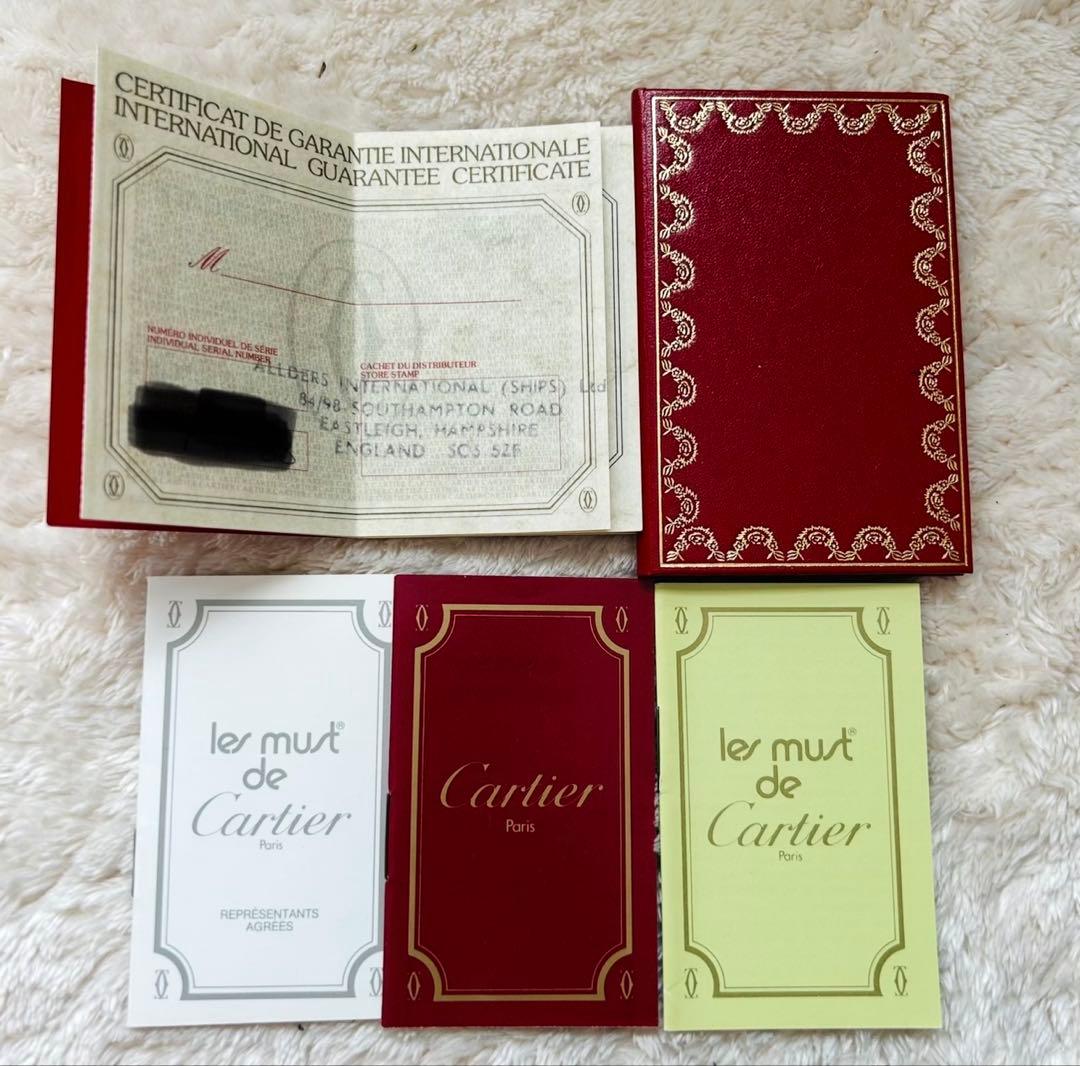 CERTIFICAT DE GARANTIE INTERNATIONALE
INTERNATIONAL GUARANTEE CERTIFICATE
M
NUMÉRO INDIVIDUEL DE SÉRIE
INDIVIDUAL SERIAL NUMBER
CACHET DU DISTRIBUTEUR
STORE STAMP
ALLDERS INTERNATIONAL (SHIPS) Ltd
84/98 SOUTHAMPTON ROAD
EASTLEIGH, HAMPSHIRE
ENGLAND
les must®
de
Cartier
Paris
REPRÉSENTANTS
AGRÉÉS
Cartier
Paris
les must®
de
Cartier
Paris